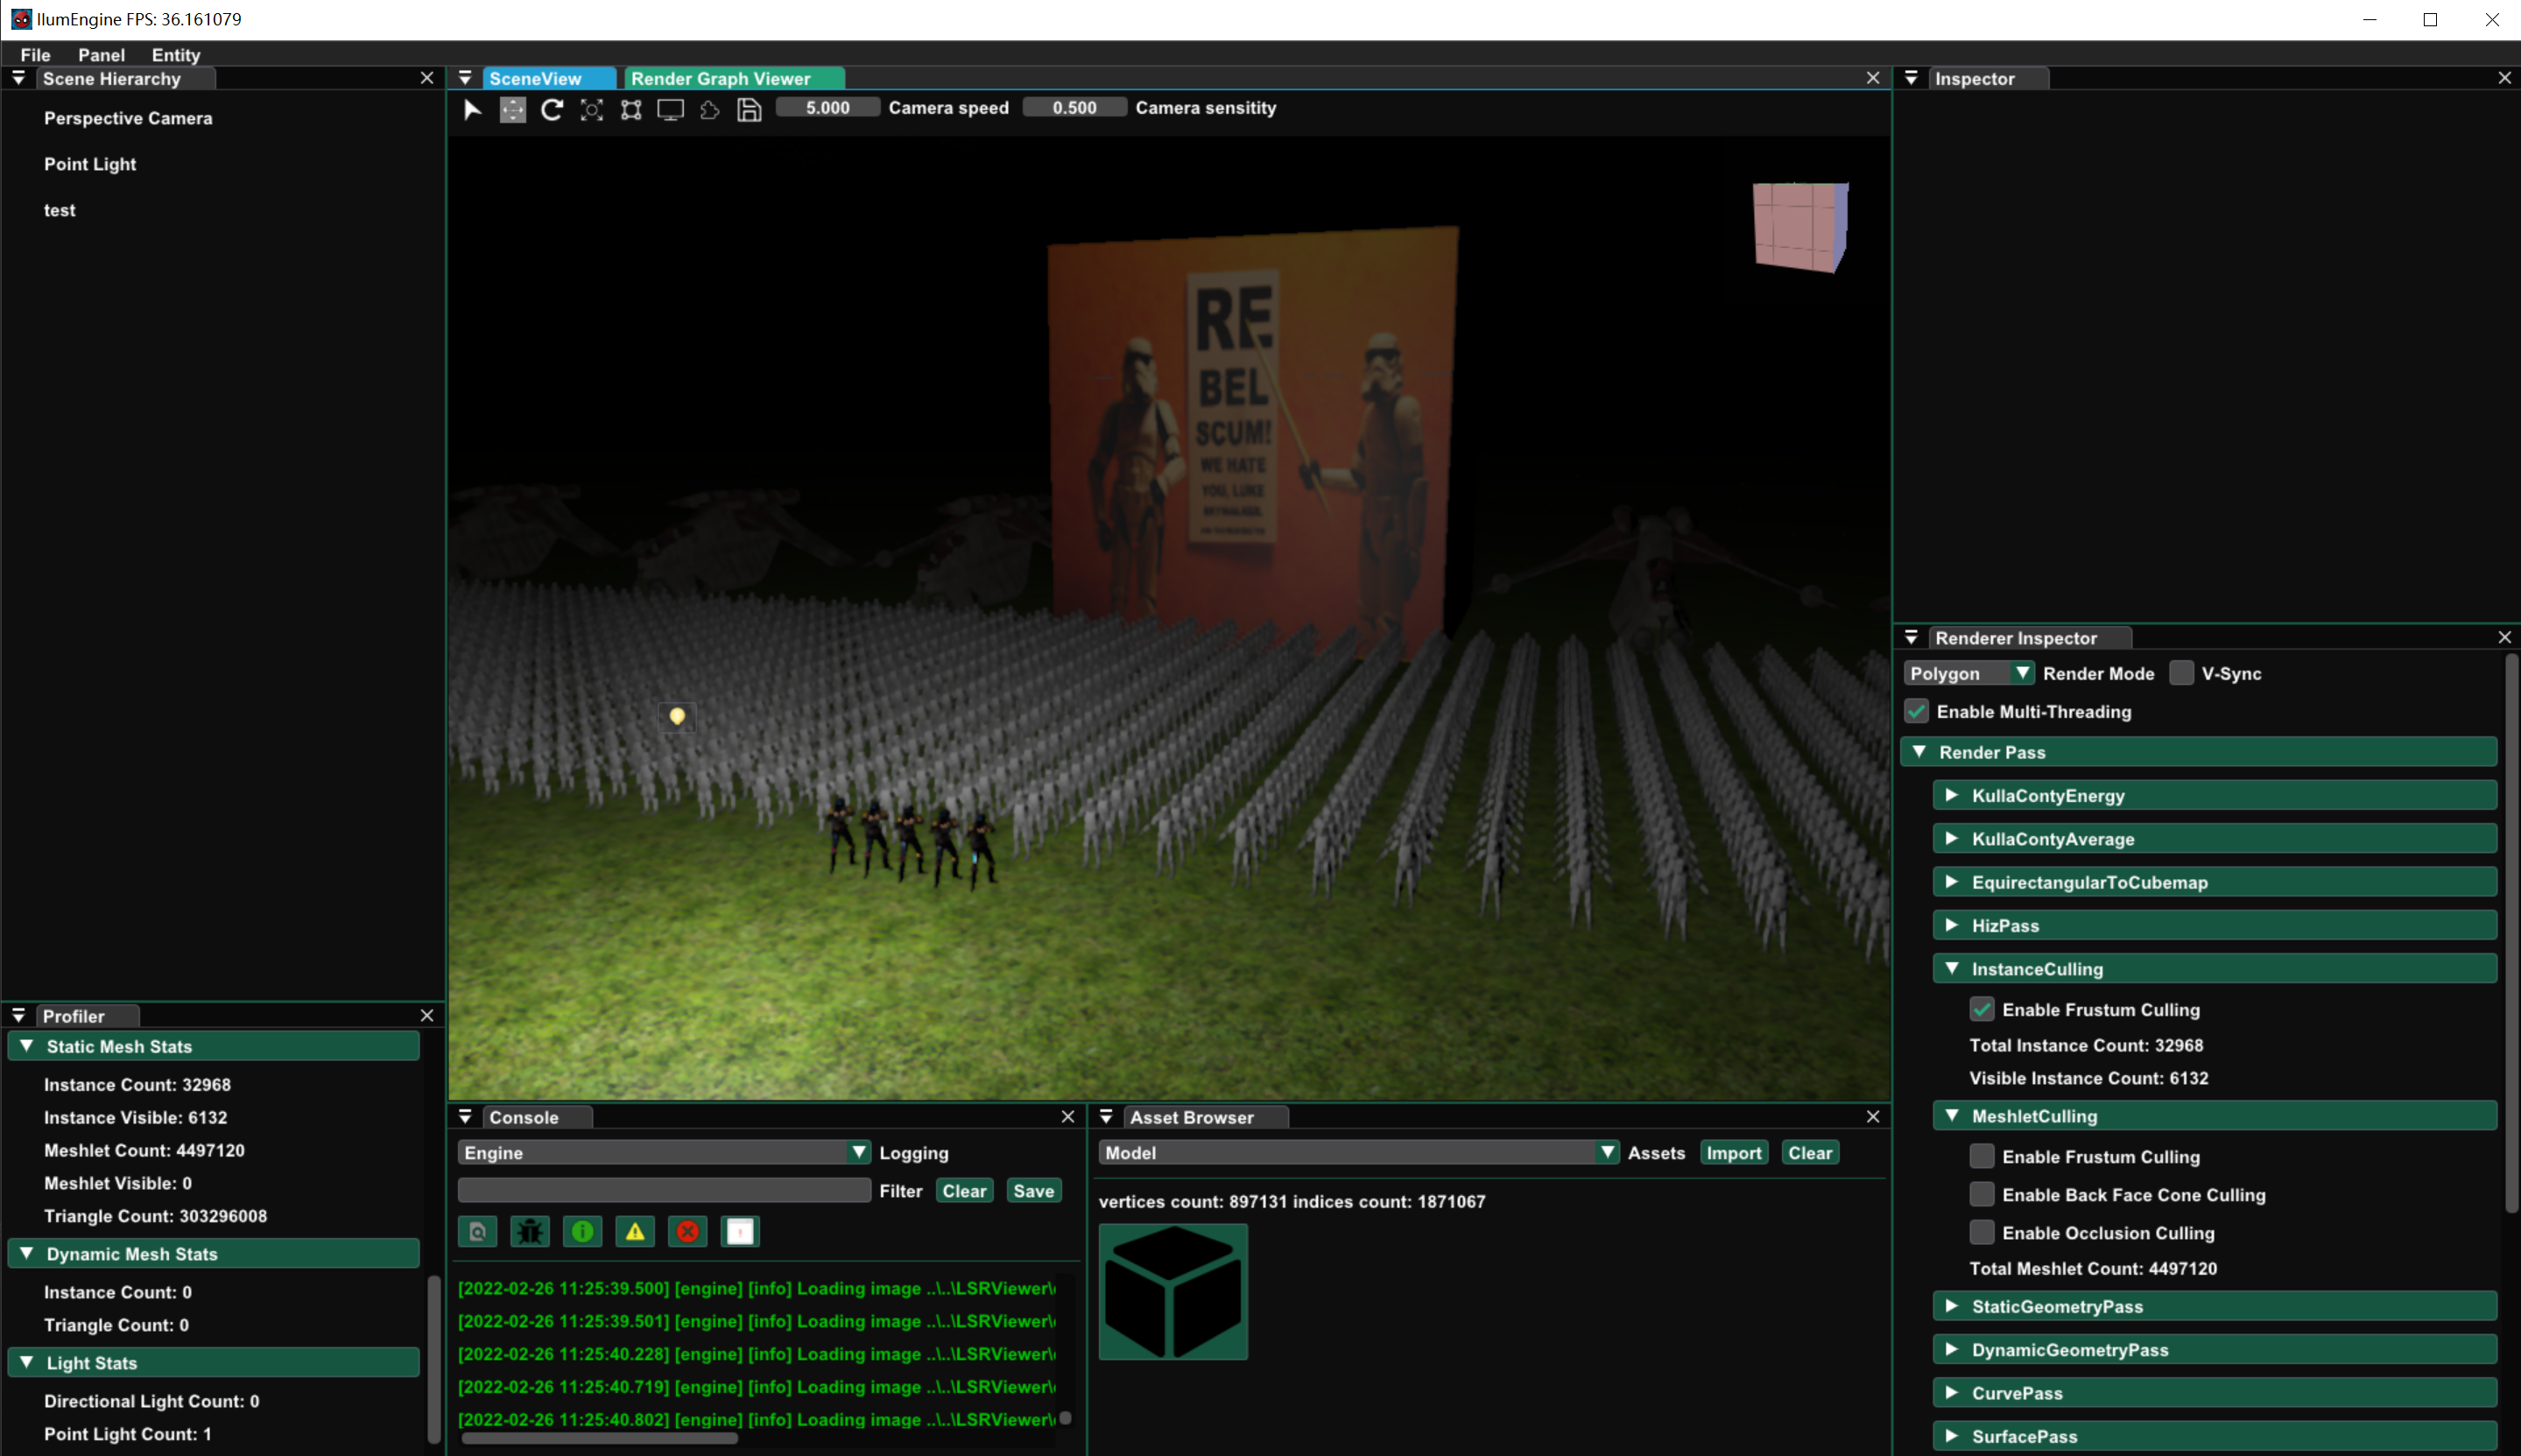 IlumEngine FPS: 36.161079
File Panel Entity
Scene Hierarchy
Perspective Camera
Point Light
test
SceneView Render Graph Viewer
5.000 Camera speed 0.500 Camera sensitity
RE
BEL
SCUM!
WE HATE
YOU, LUKE
SKYWALKER,
Inspector
Renderer Inspector
Polygon Render Mode V-Sync
Enable Multi-Threading
Render Pass
KullaContyEnergy
KullaContyAverage
EquirectangularToCubemap
HizPass
InstanceCulling
Enable Frustum Culling
Total Instance Count: 32968
Visible Instance Count: 6132
MeshletCulling
Enable Frustum Culling
Enable Back Face Cone Culling
Enable Occlusion Culling
Total Meshlet Count: 4497120
StaticGeometryPass
DynamicGeometryPass
CurvePass
SurfacePass
Profiler
Static Mesh Stats
Instance Count: 32968
Instance Visible: 6132
Meshlet Count: 4497120
Meshlet Visible: 0
Triangle Count: 303296008
Dynamic Mesh Stats
Instance Count: 0
Triangle Count: 0
Light Stats
Directional Light Count: 0
Point Light Count: 1
Console
Engine Logging
Filter Clear Save
[2022-02-26 11:25:39.500] [engine] [info] Loading image ..\..\LSRViewer\
[2022-02-26 11:25:39.501] [engine] [info] Loading image ..\..\LSRViewer\
[2022-02-26 11:25:40.228] [engine] [info] Loading image ..\..\LSRViewer\
[2022-02-26 11:25:40.719] [engine] [info] Loading image ..\..\LSRViewer\
[2022-02-26 11:25:40.802] [engine] [info] Loading image ..\..\LSRViewer\
Asset Browser
Model Assets Import Clear
vertices count: 897131 indices count: 1871067